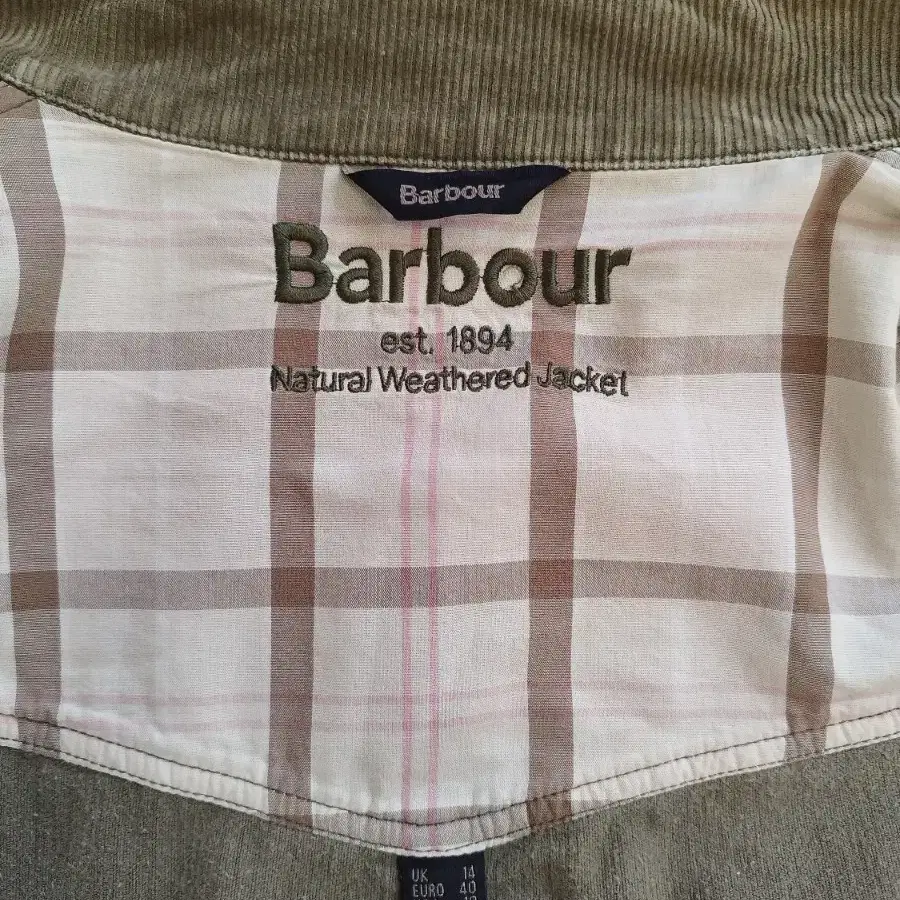 Barbour
Barbour
est. 1894
Natural Weathered Jacket
UK 14
EURO 40